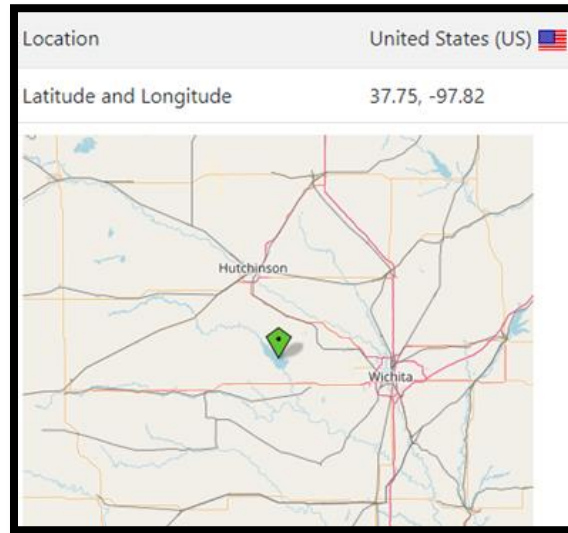 Location United States (US)
Latitude and Longitude 37.75, -97.82
Hutchinson
Wichita